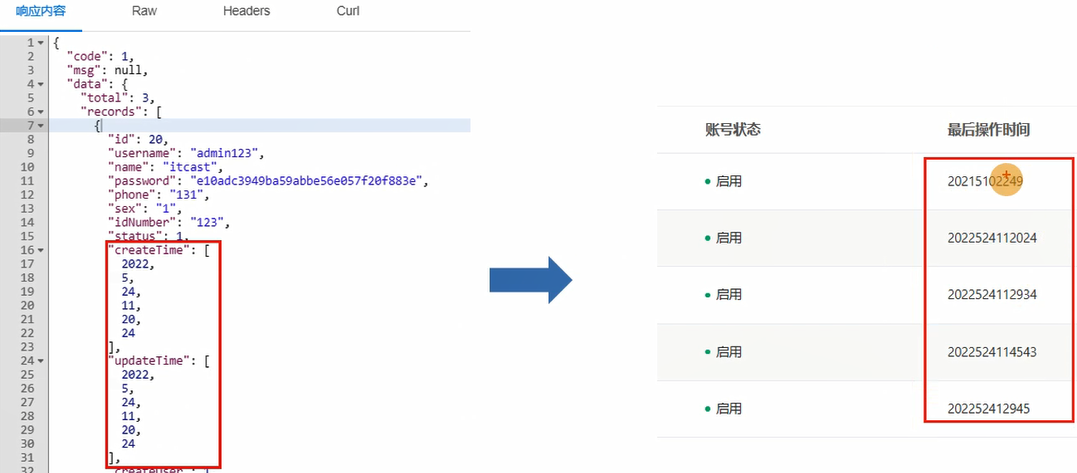 响应内容 Raw Headers Curl
1 {
2 "code": 1,
3 "msg": null,
4 "data": {
5 "total": 3,
6 "records": [
7 {
8 "id": 20,
9 "username": "admin123",
10 "name": "itcast",
11 "password": "e10adc3949ba59abbe56e057f20f883e",
12 "phone": "131",
13 "sex": "1",
14 "idNumber": "123",
15 "status": 1,
16 "createTime": [
17 2022,
18 5,
19 24,
20 11,
21 20,
22 24
23 ],
24 "updateTime": [
25 2022,
26 5,
27 24,
28 11,
29 20,
30 24
31 ],
32 "createUser": [
账号状态 最后操作时间
启用 20215102249
启用 2022524112024
启用 2022524112934
启用 2022524114543
启用 202252412945